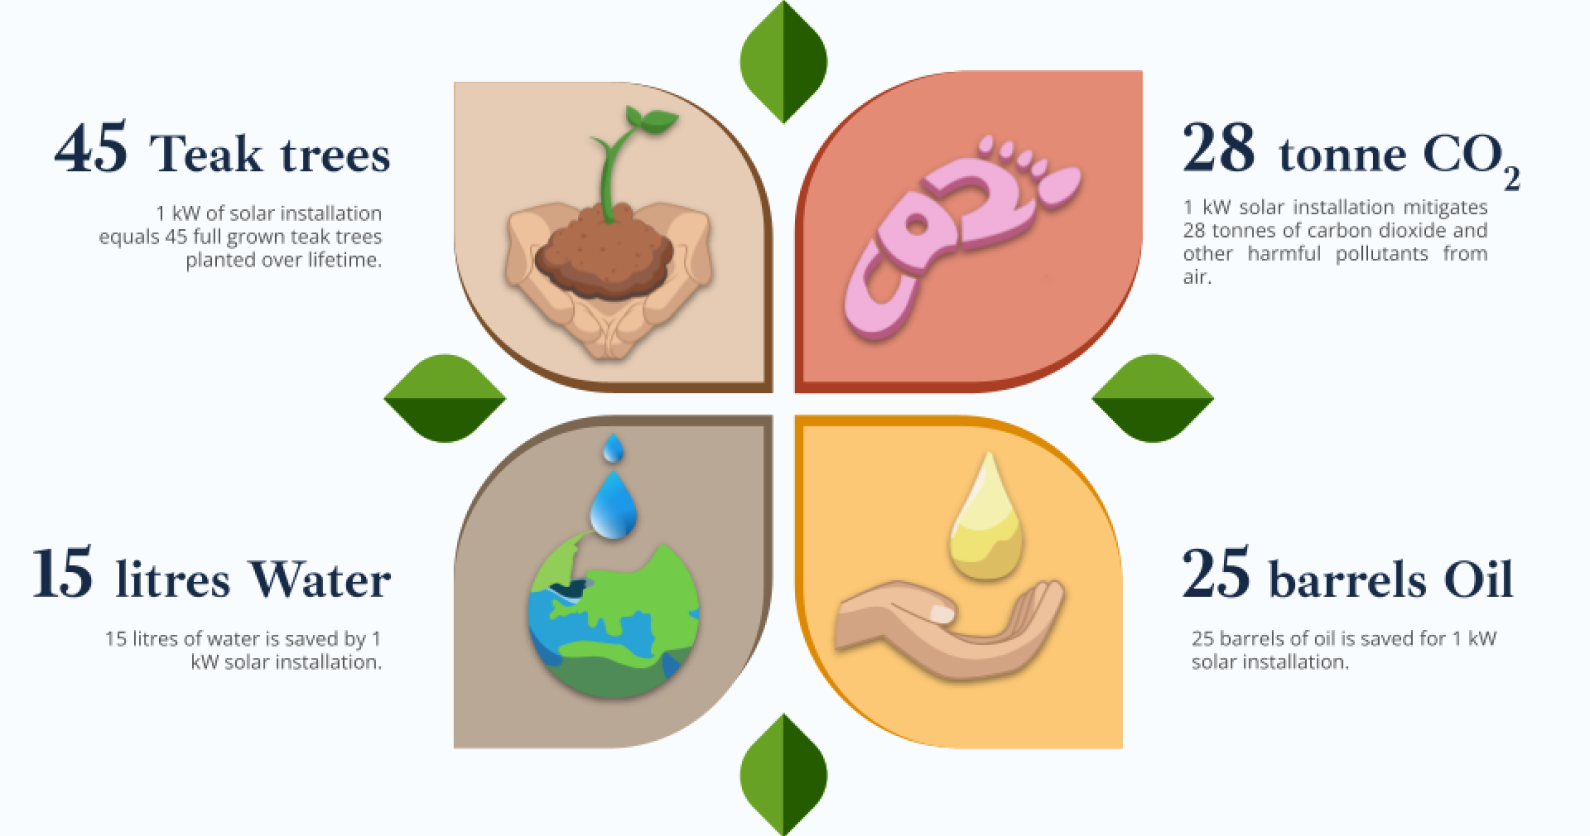 45 Teak trees
1 kW of solar installation
equals 45 full grown teak trees
planted over lifetime.
28 tonne CO₂
1 kW solar installation mitigates
28 tonnes of carbon dioxide and
other harmful pollutants from
air.
CO2
15 litres Water
15 litres of water is saved by 1
kW solar installation.
25 barrels Oil
25 barrels of oil is saved for 1 kW
solar installation.